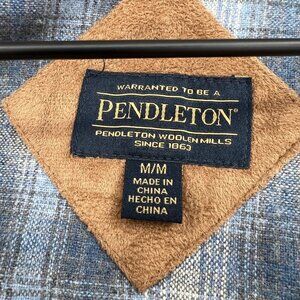 WARRANTED TO BE A
PENDLETON®
PENDLETON WOOLEN MILLS
SINCE 1863
M/M
MADE IN
CHINA
HECHO EN
CHINA